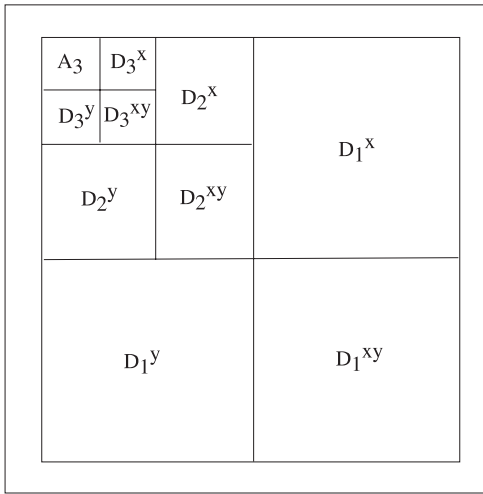 A₃ D₃ˣ
D₂ˣ
D₃ʸ D₃ˣʸ
D₁ˣ
D₂ʸ D₂ˣʸ
D₁ʸ D₁ˣʸ